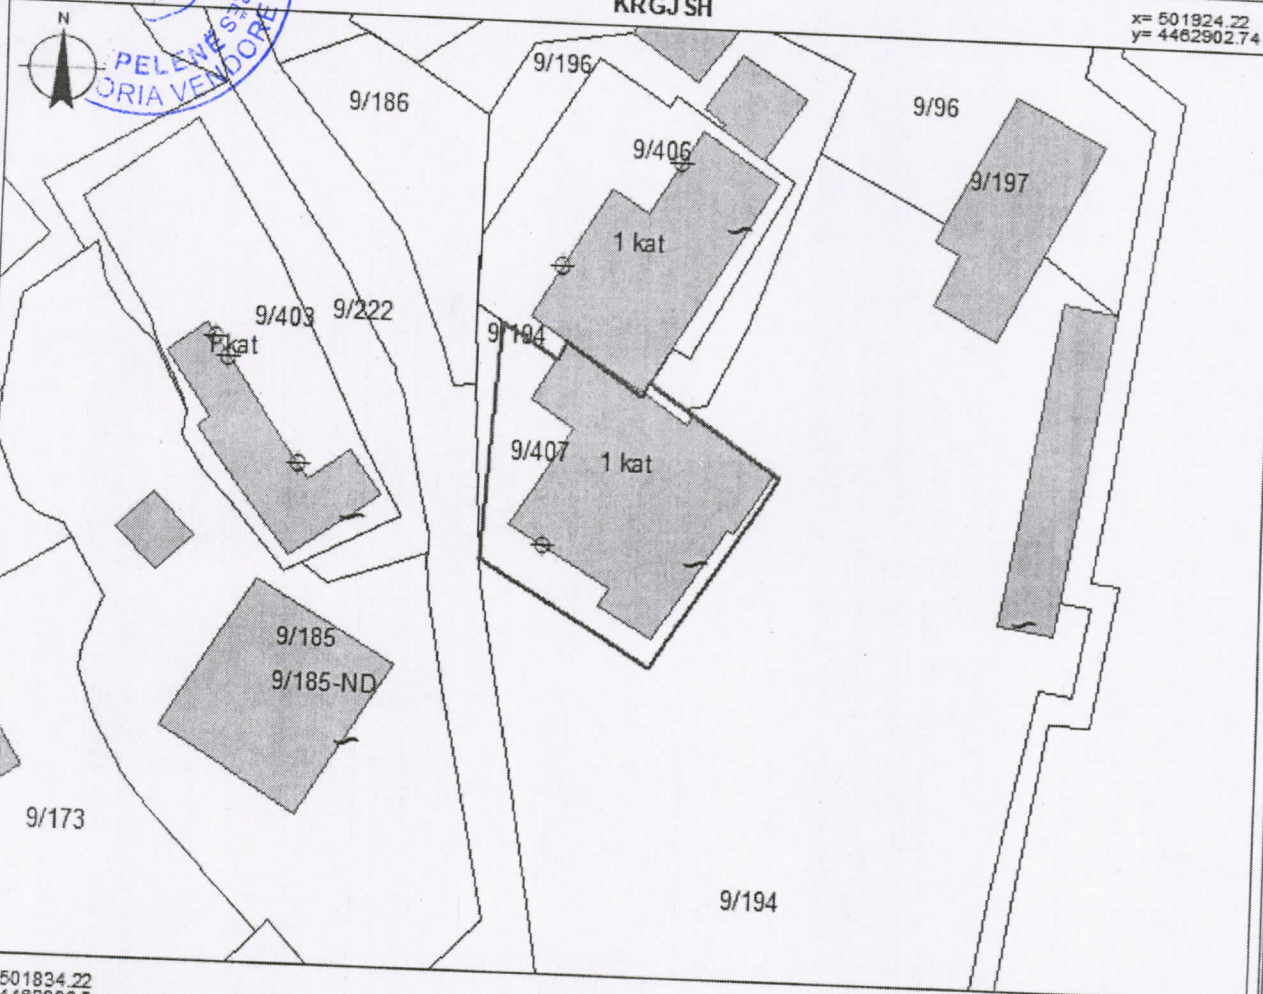 KRGJSH
x= 501924.22
y= 4462902.74
N
PELENË
ORIA VENDORE
9/196
9/186
9/96
9/406
9/197
1 kat
9/403
9/222
9/194
1 kat
9/407
1 kat
9/185
9/185-ND
9/173
9/194
501834.22